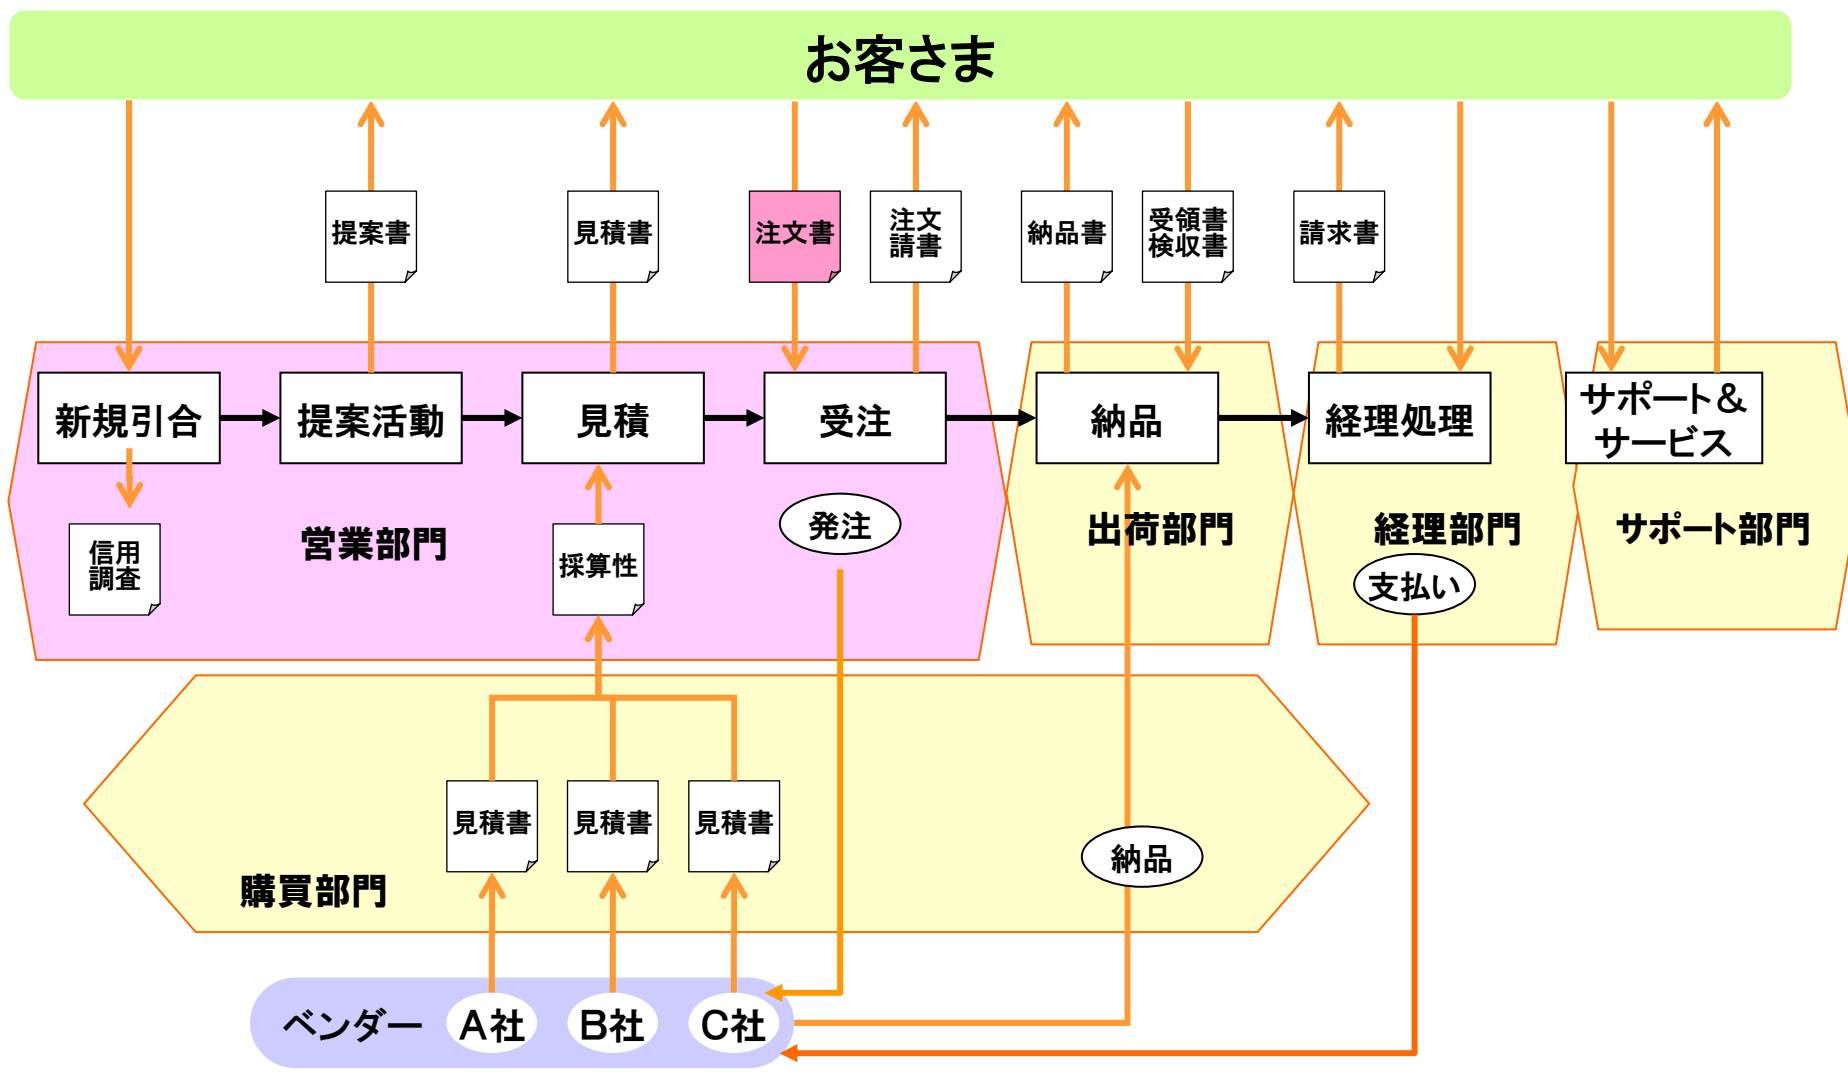 お客さま
提案書
見積書
注文書
注文
請書
納品書
受領書
検収書
請求書
新規引合
提案活動
見積
受注
納品
経理処理
サポート&
サービス
信用
調査
営業部門
採算性
発注
出荷部門
経理部門
支払い
サポート部門
見積書
見積書
見積書
納品
購買部門
ベンダー
A社
B社
C社